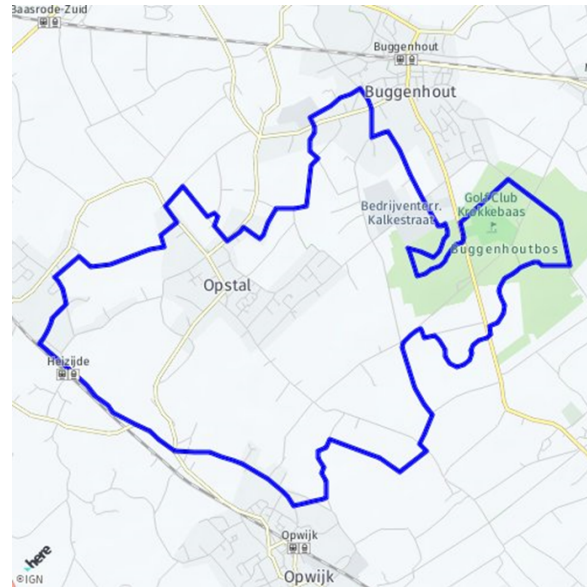 Baasrode-Zuid
Buggenhout
Buggenhout
Golf Club
Krokkebaas
Bedrijventerr.
Kalkestraat
Buggenhoutbos
Opstal
Heizijde
Opwijk
Opwijk
here
©IGN